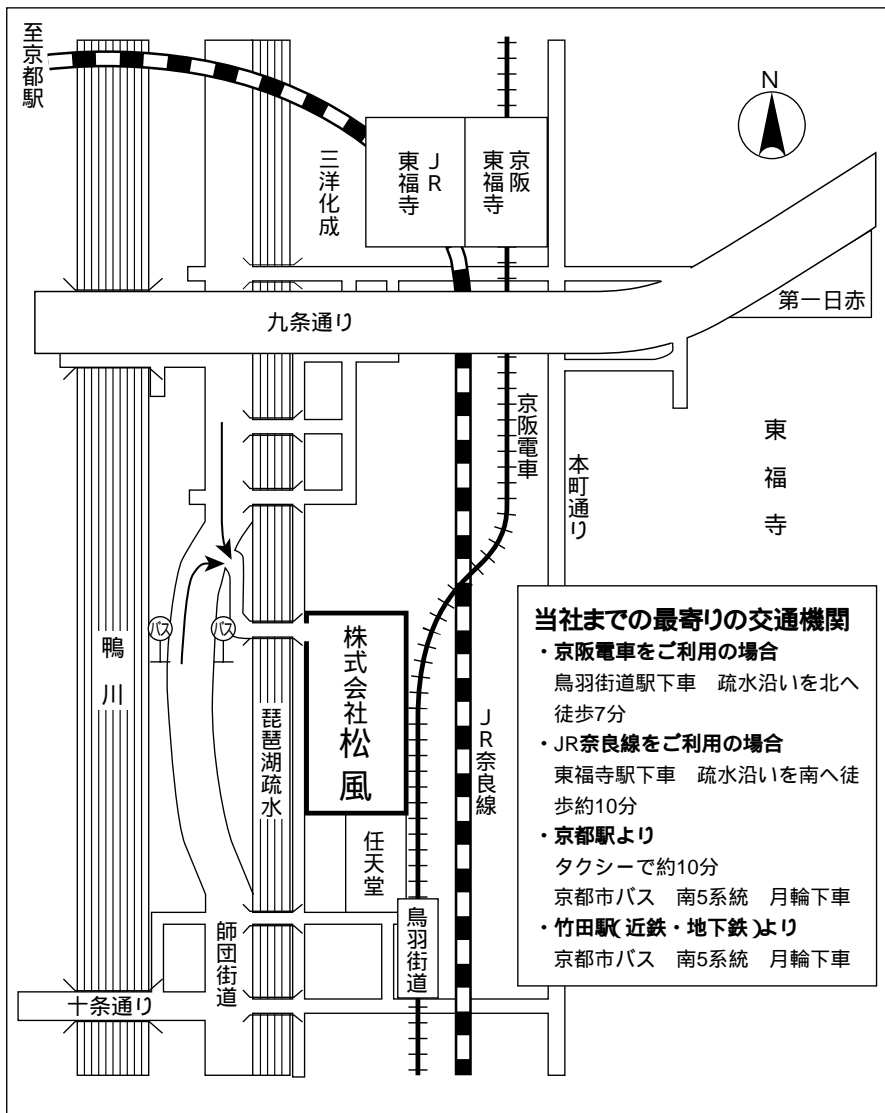 至京都駅
N
三洋化成
JR
東福寺
京阪
東福寺
第一日赤
九条通り
京阪電車
本町通り
東福寺
バス
バス
鴨川
琵琶湖疏水
株式会社 松風
JR奈良線
任天堂
鳥羽街道
師団街道
十条通り
当社までの最寄りの交通機関
・京阪電車をご利用の場合
鳥羽街道駅下車　疏水沿いを北へ
徒歩7分
・JR奈良線をご利用の場合
東福寺駅下車　疏水沿いを南へ徒
歩約10分
・京都駅より
タクシーで約10分
京都市バス　南5系統　月輪下車
・竹田駅(近鉄・地下鉄)より
京都市バス　南5系統　月輪下車